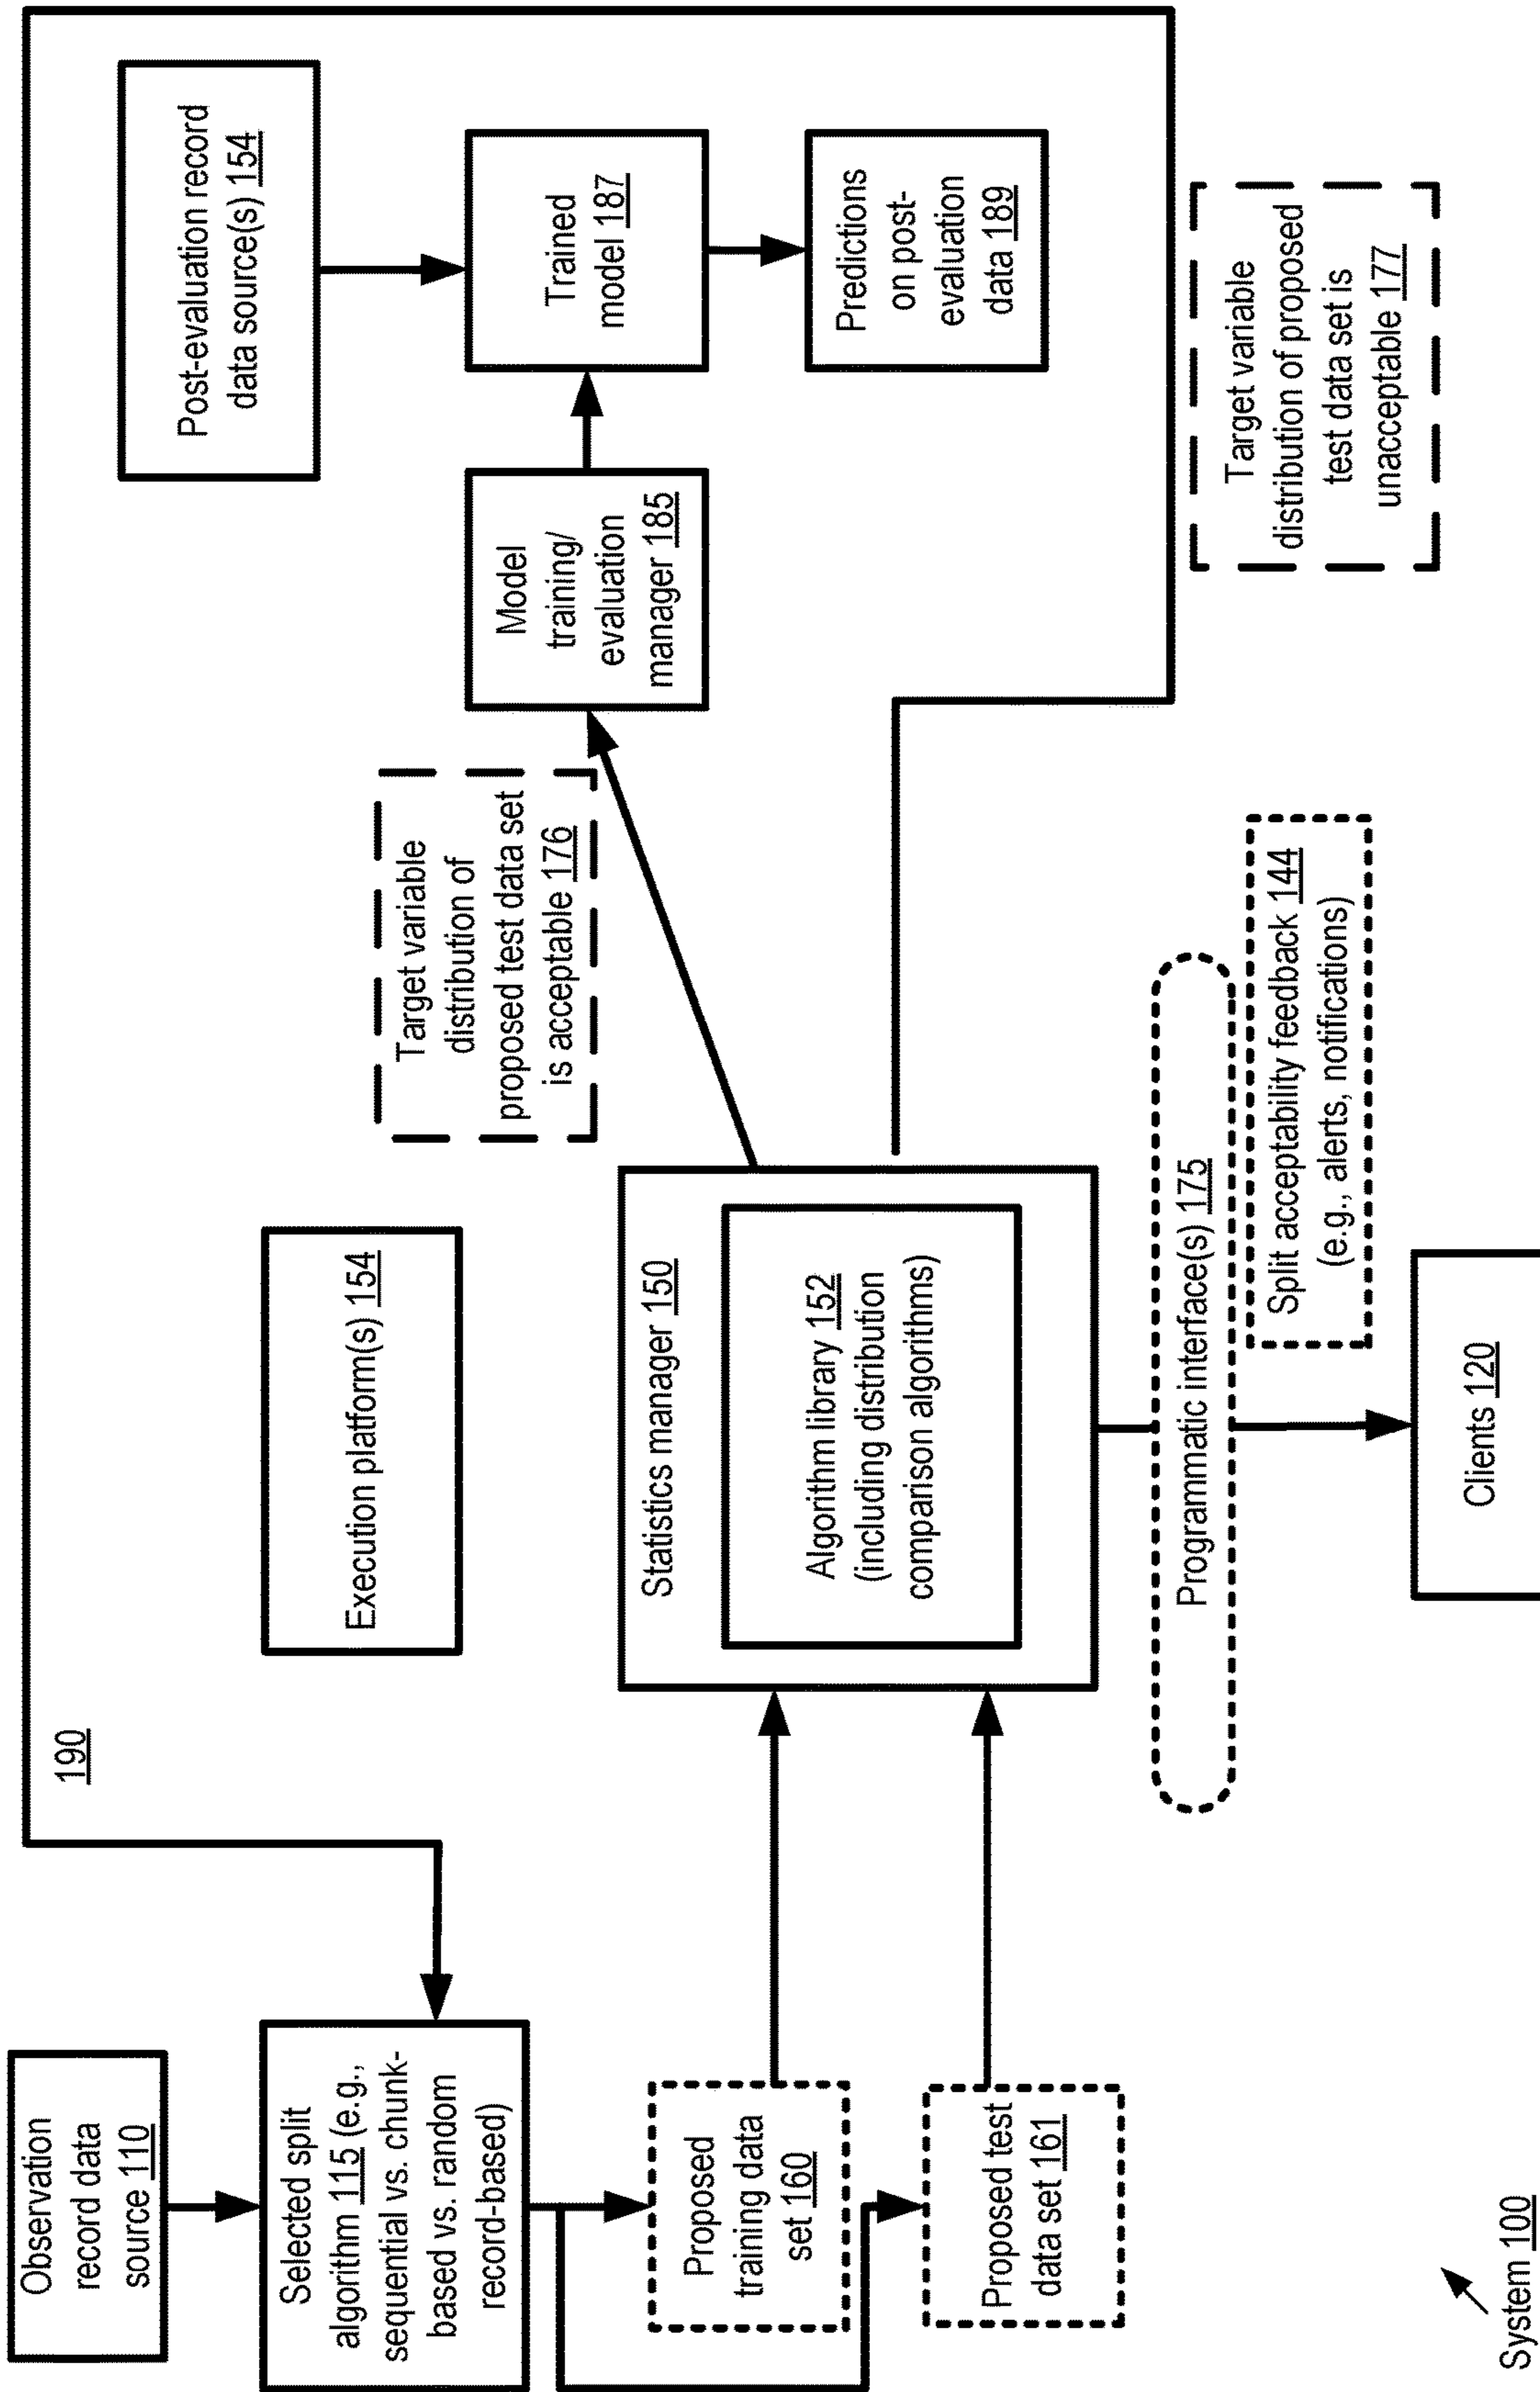 Observation
record data
source 110
Selected split
algorithm 115 (e.g.,
sequential vs. chunk-
based vs. random
record-based)
Proposed
training data
set 160
Proposed test
data set 161
190
Execution platform(s) 154
Statistics manager 150
Algorithm library 152
(including distribution
comparison algorithms)
Programmatic interface(s) 175
Split acceptability feedback 144
(e.g., alerts, notifications)
Clients 120
Target variable
distribution of
proposed test data set
is acceptable 176
Model
training/
evaluation
manager 185
Post-evaluation record
data source(s) 154
Trained
model 187
Predictions
on post-
evaluation
data 189
Target variable
distribution of proposed
test data set is
unacceptable 177
System 100